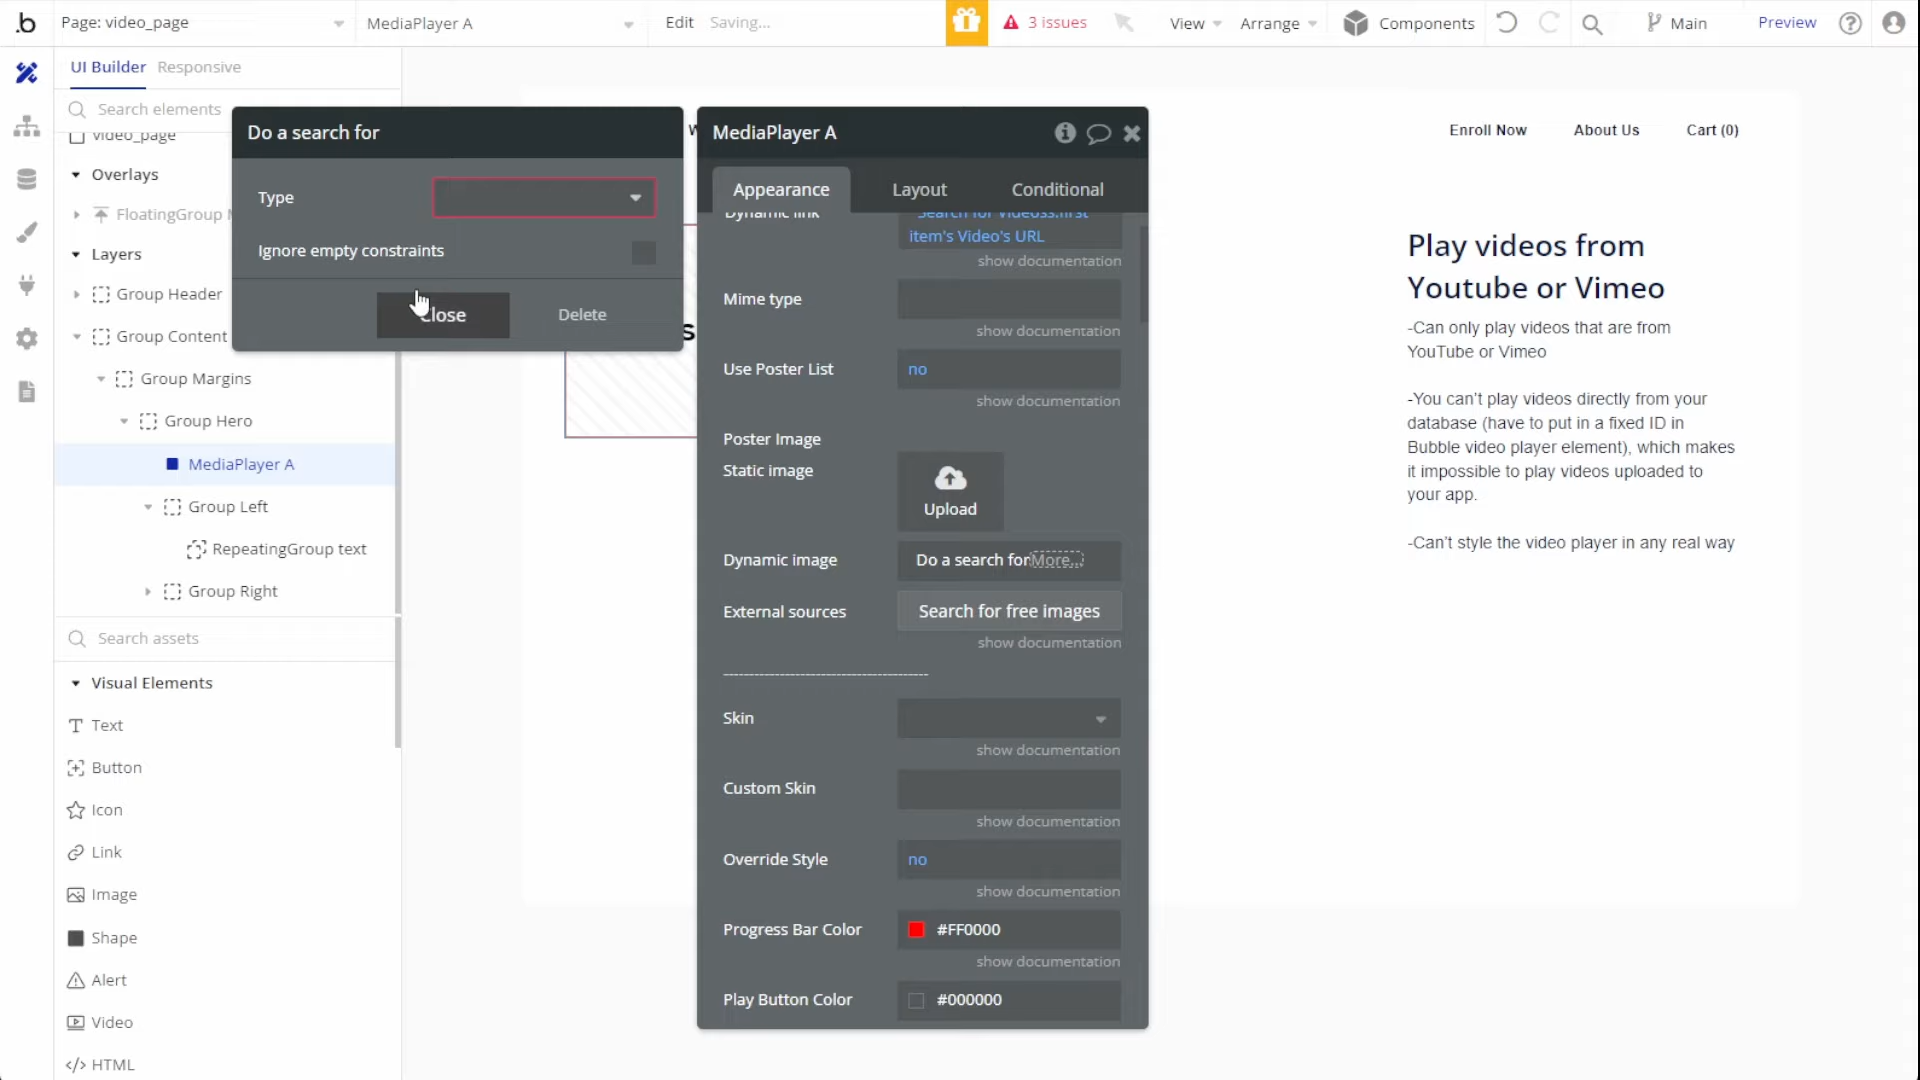 .b
Page: video_page
MediaPlayer A
Edit
Saving...
3 issues
View
Arrange
Components
Main
Preview
UI Builder
Responsive
Search elements
video_page
Overlays
FloatingGroup
Layers
Group Header
Group Content
Group Margins
Group Hero
MediaPlayer A
Group Left
RepeatingGroup text
Group Right
Search assets
Visual Elements
Text
Button
Icon
Link
Image
Shape
Alert
Video
</> HTML
Do a search for
Type
Ignore empty constraints
Close
Delete
MediaPlayer A
Appearance
Layout
Conditional
Dynamic link
Search for Videoss:first
item's Video's URL
show documentation
Mime type
show documentation
Use Poster List
no
show documentation
Poster Image
Static image
Upload
Dynamic image
Do a search for More...
External sources
Search for free images
show documentation
----------------------------------------
Skin
show documentation
Custom Skin
show documentation
Override Style
no
show documentation
Progress Bar Color
#FF0000
show documentation
Play Button Color
#000000
Enroll Now
About Us
Cart (0)
Play videos from
Youtube or Vimeo
-Can only play videos that are from
YouTube or Vimeo
-You can't play videos directly from your
database (have to put in a fixed ID in
Bubble video player element), which makes
it impossible to play videos uploaded to
your app.
-Can't style the video player in any real way